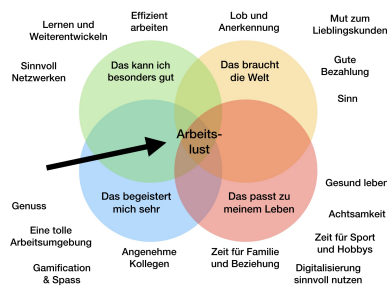 Effizient
arbeiten
Lob und
Anerkennung
Mut zum
Lieblingskunden
Lernen und
Weiterentwickeln
Sinnvoll
Netzwerken
Das kann ich
besonders gut
Das braucht
die Welt
Gute
Bezahlung
Sinn
Arbeits-
lust
Das begeistert
mich sehr
Das passt zu
meinem Leben
Gesund leber
Genuss
Achtsamkeit
Eine tolle
Arbeitsumgebung
Zeit für Sport
und Hobbys
Angenehme
Kollegen
Zeit für Familie
und Beziehung
Gamification
& Spass
Digitalisierung
sinnvoll nutzen